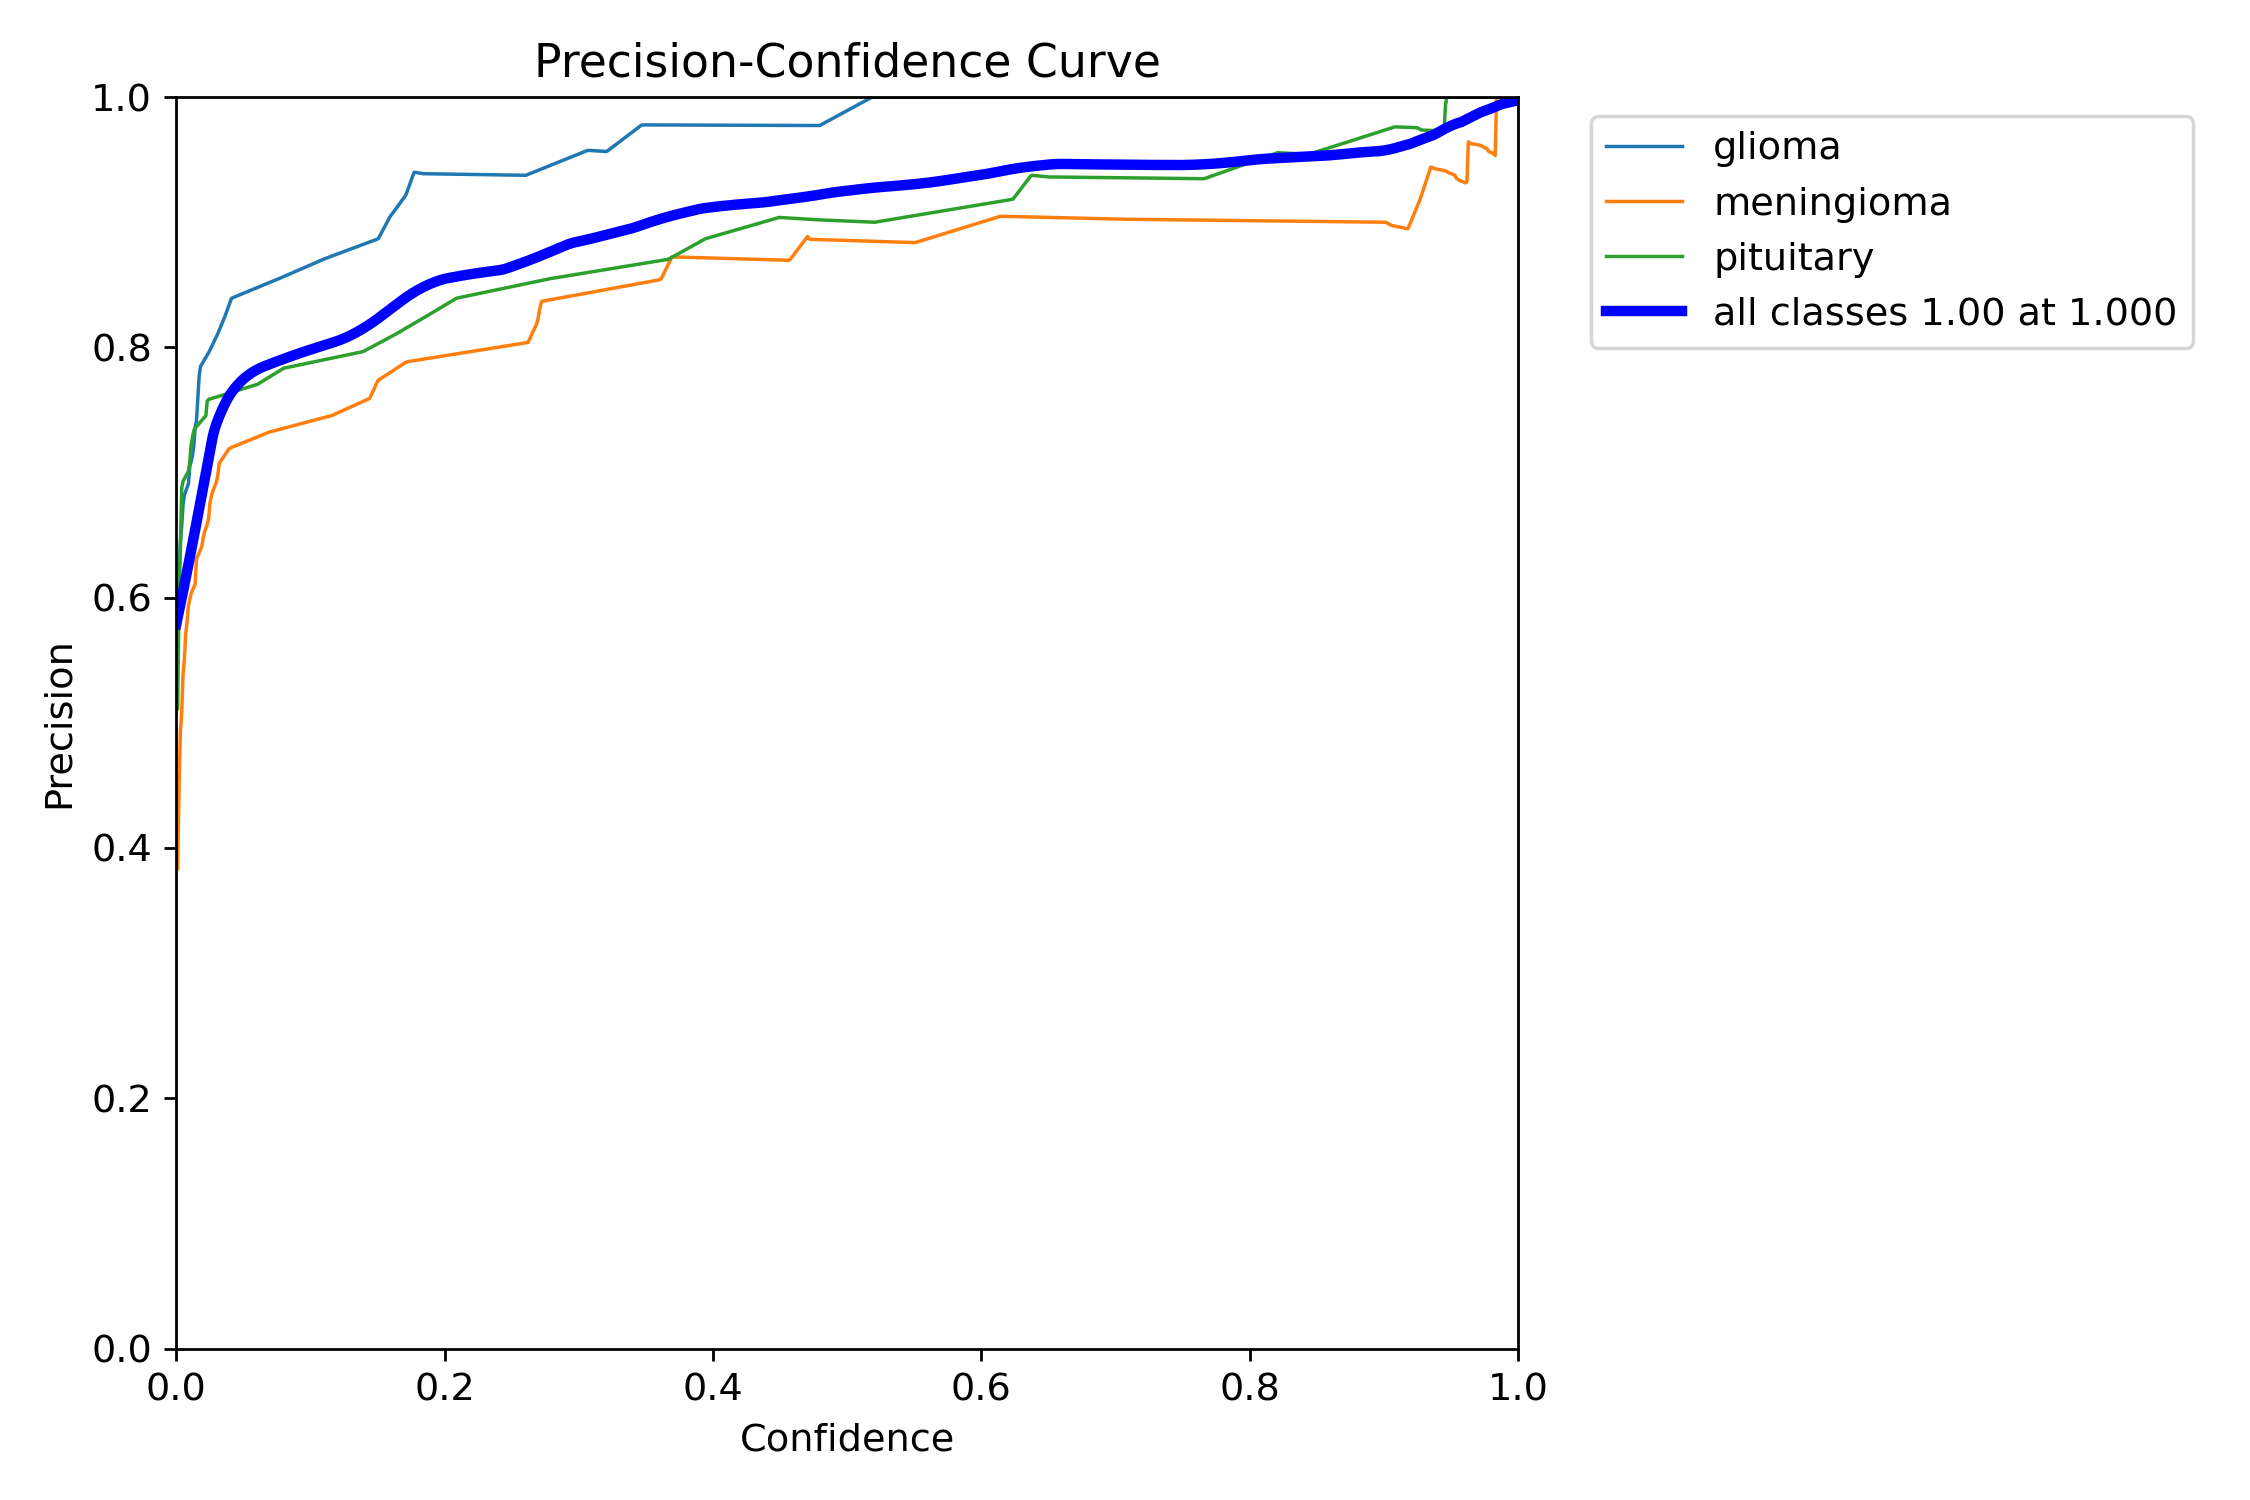 Precision-Confidence Curve
1.0
0.8
0.6
0.4
0.2
0.0
Precision
0.0 0.2 0.4 0.6 0.8 1.0
Confidence
glioma
meningioma
pituitary
all classes 1.00 at 1.000